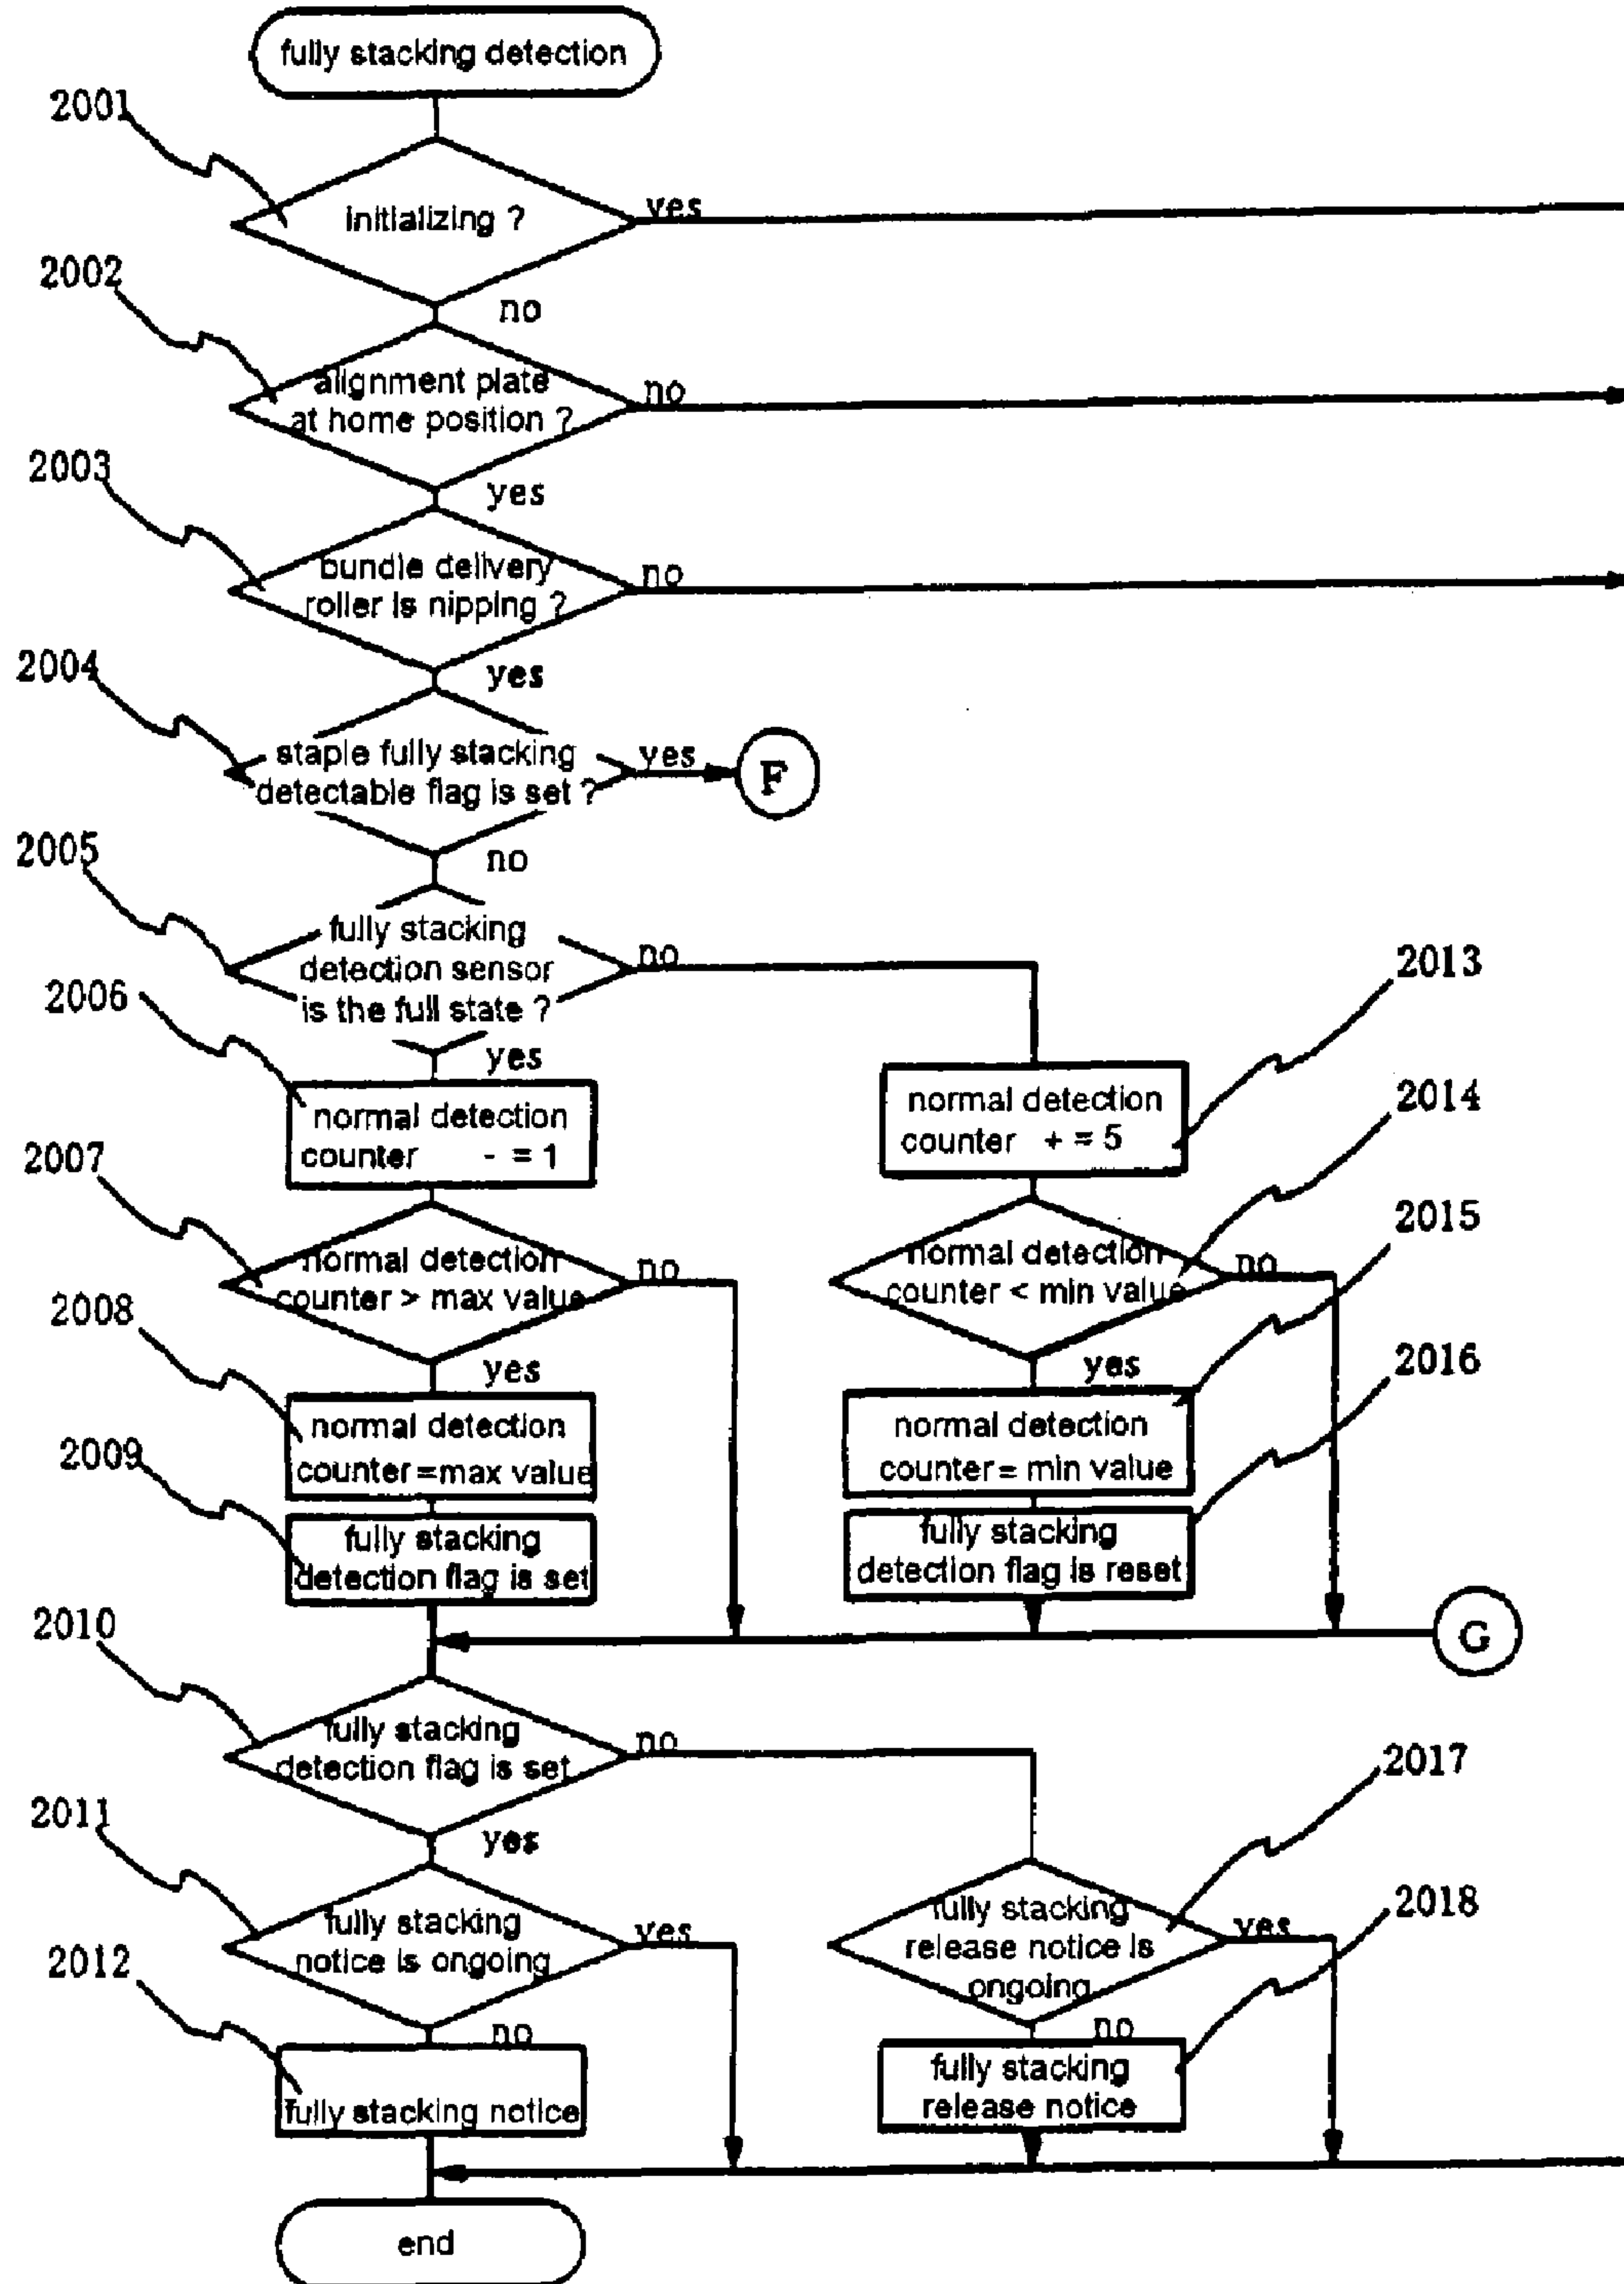 fully stacking detection
2001
initializing ?
yes
2002
no
alignment plate
at home position ?
no
2003
yes
bundle delivery
roller is nipping ?
no
2004
yes
staple fully stacking
detectable flag is set ?
yes
F
2005
no
fully stacking
detection sensor
is the full state ?
no
2013
2006
yes
normal detection
counter - = 1
normal detection
counter + = 5
2014
2007
normal detection
counter > max value
no
normal detection
counter < min value
no
2015
2008
yes
normal detection
counter = max value
yes
normal detection
counter = min value
2016
2009
fully stacking
detection flag is set
fully stacking
detection flag is reset
G
2010
fully stacking
detection flag is set
no
2017
2011
yes
fully stacking
notice is ongoing
yes
fully stacking
release notice is
ongoing
yes
2018
2012
no
fully stacking notice
no
fully stacking
release notice
end